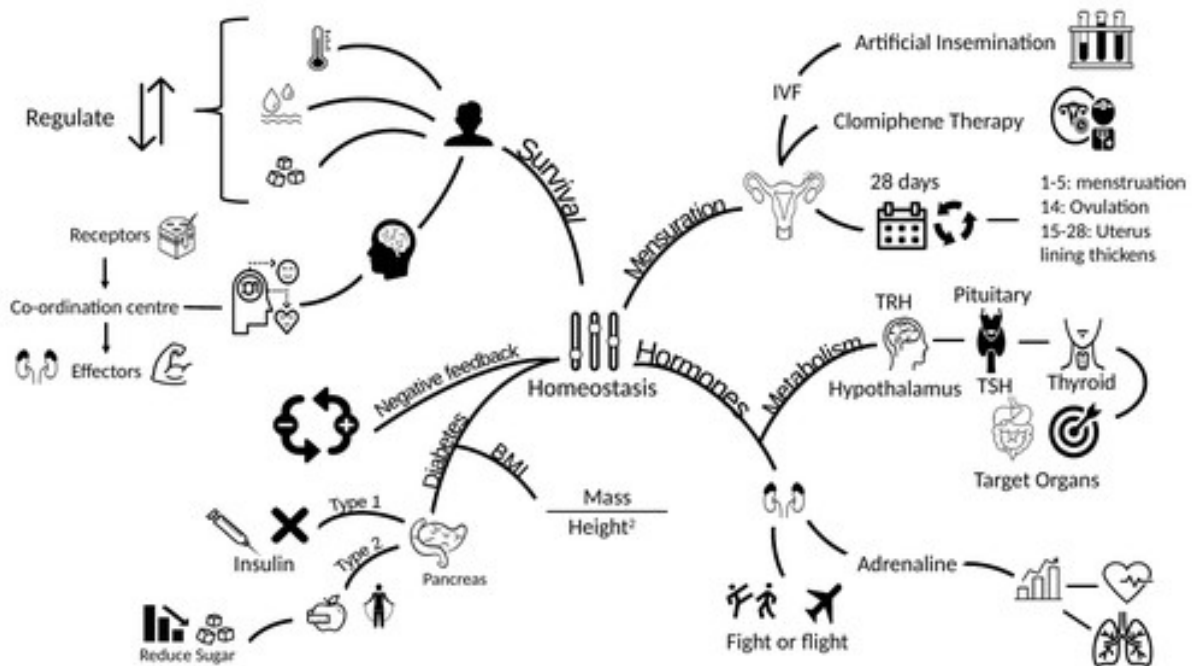 Regulate
Survival
Receptors
Co-ordination centre
Effectors
Homeostasis
Mensuration
IVF
Artificial Insemination
Clomiphene Therapy
28 days
1-5: menstruation
14: Ovulation
15-28: Uterus
lining thickens
Hormones
Metabolism
TRH
Hypothalamus
Pituitary
TSH
Thyroid
Target Organs
Adrenaline
Fight or flight
Negative feedback
Diabetes
BMI
Mass
Height²
Type 1
Insulin
Type 2
Pancreas
Reduce Sugar